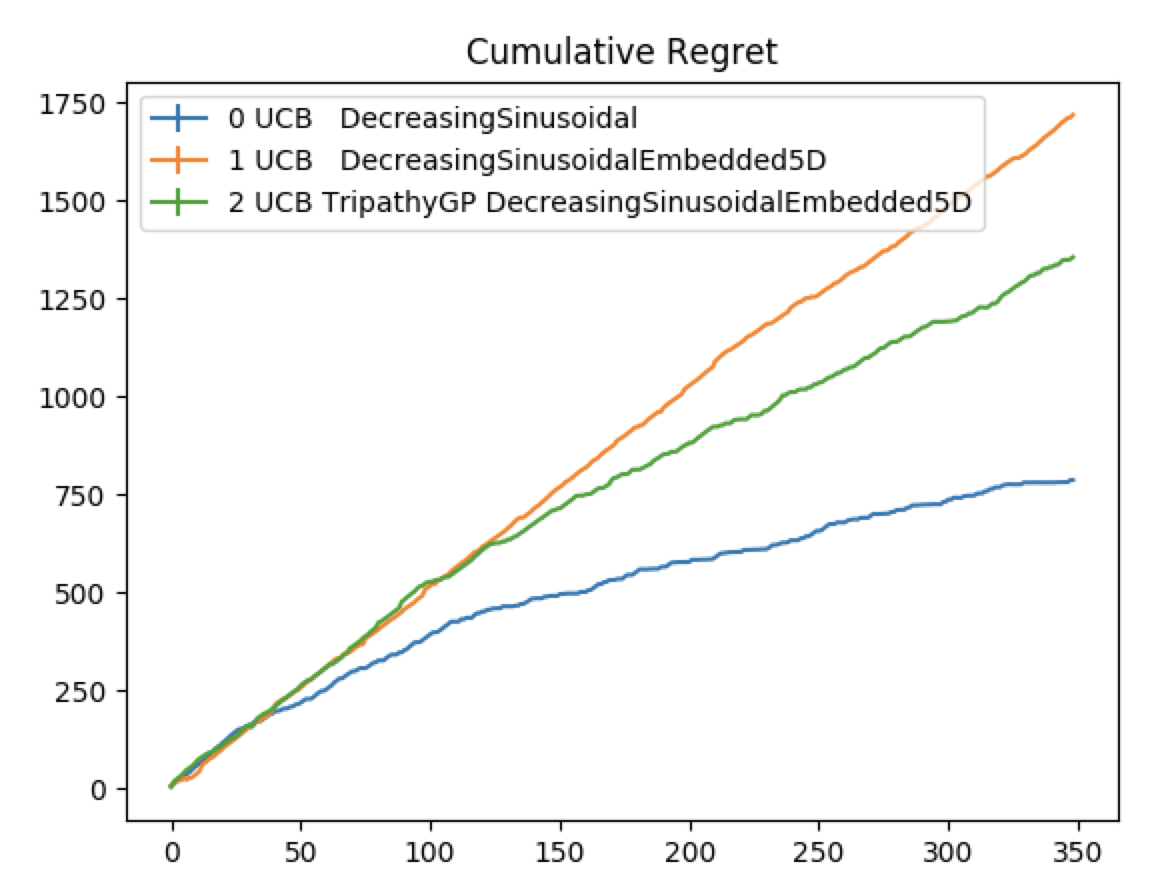 Cumulative Regret
1750
1500
1250
1000
750
500
250
0
0 UCB   DecreasingSinusoidal
1 UCB   DecreasingSinusoidalEmbedded5D
2 UCB TripathyGP DecreasingSinusoidalEmbedded5D
0 50 100 150 200 250 300 350